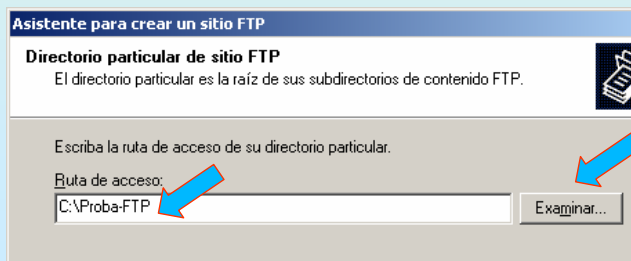 Asistente para crear un sitio FTP
Directorio particular de sitio FTP
El directorio particular es la raíz de sus subdirectorios de contenido FTP.
Escriba la ruta de acceso de su directorio particular.
Ruta de acceso:
C:\Proba-FTP
Examinar...